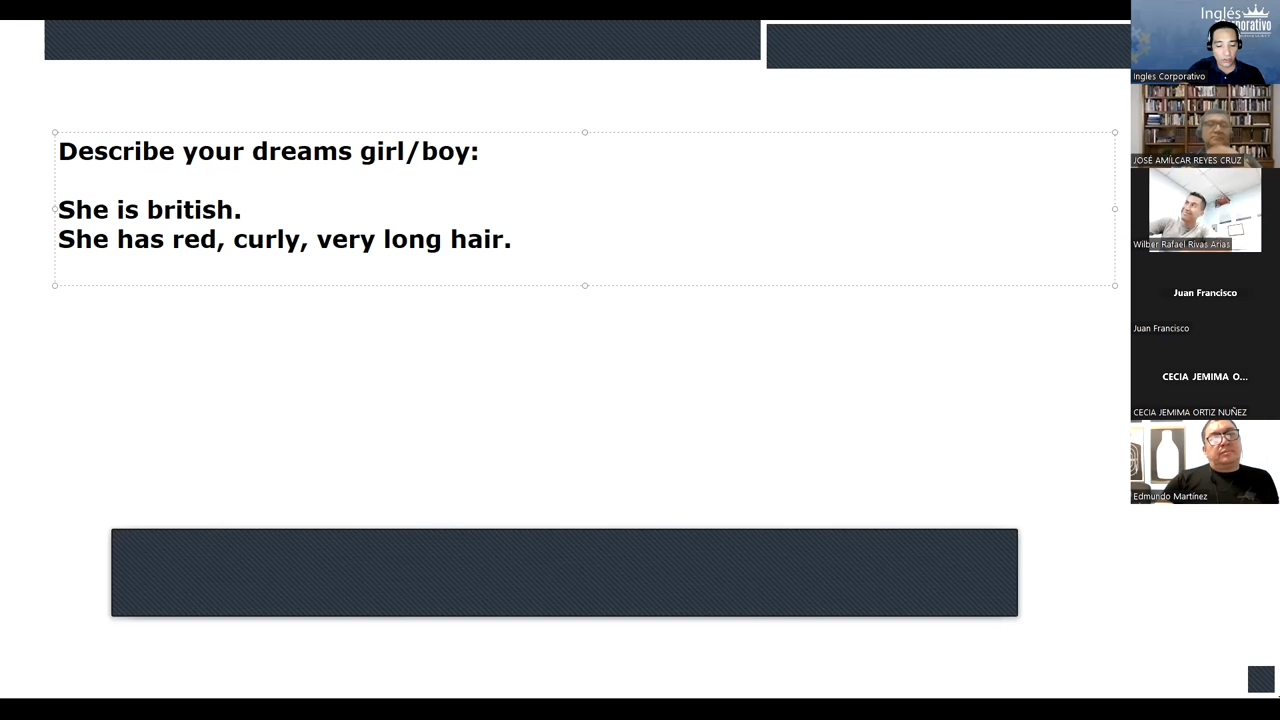 Describe your dreams girl/boy:
She is british.
She has red, curly, very long hair.
Inglés
Ingles Corporativo
JOSÉ AMÍLCAR REYES CRUZ
Wilber Rafael Rivas Arias
Juan Francisco
Juan Francisco
CECIA JEMIMA O...
CECIA JEMIMA ORTIZ NUÑEZ
Edmundo Martínez